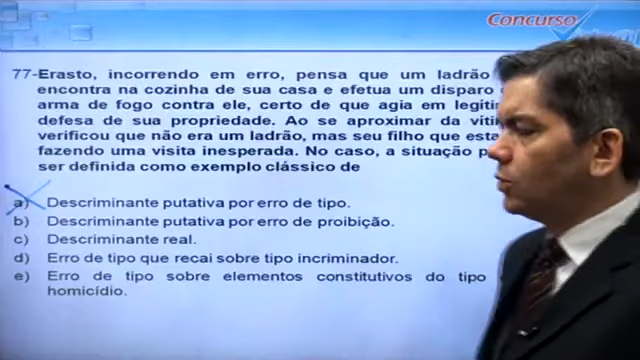 Concurso
77-Erasto, incorrendo em erro, pensa que um ladrão
encontra na cozinha de sua casa e efetua um disparo
arma de fogo contra ele, certo de que agia em
defesa de sua propriedade. Ao se aproximar da
verificou que não era um ladrão, mas seu filho que
fazendo uma visita inesperada. No caso, a situação
ser definida como exemplo clássico de
a) Descriminante putativa por erro de tipo.
b) Descriminante putativa por erro de proibição.
c) Descriminante real.
d) Erro de tipo que recai sobre tipo incriminador.
e) Erro de tipo sobre elementos constitutivos do tipo
homicídio.